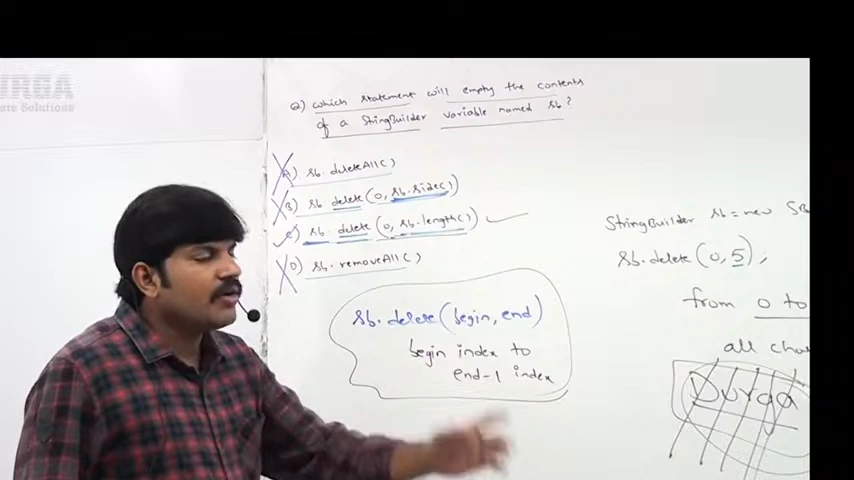 URGA
re Solutions
Q) which statement will empty the contents
of a StringBuilder variable named sb?
A) sb. deleteAll()
B) sb. delete(0, sb.size()
C) sb. delete(0, sb.length()
D) sb. removeAll()
sb. delete(begin, end)
begin index to
end-1 index
StringBuilder sb = new SB
sb. delete(0, 5);
from 0 to
all cha
Durga